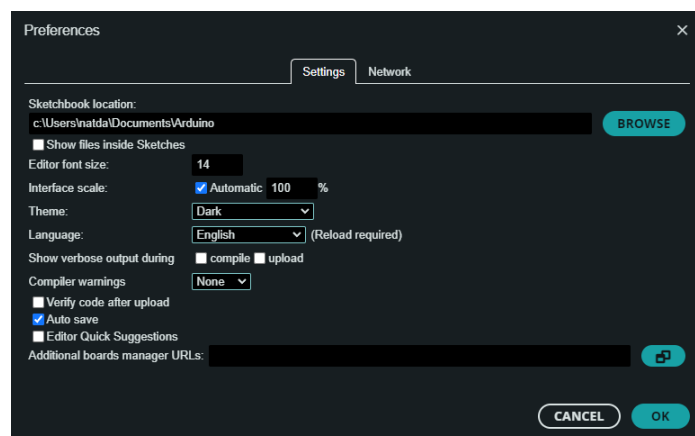 Preferences
Settings Network
Sketchbook location:
c:\Users\natda\Documents\Arduino BROWSE
Show files inside Sketches
Editor font size: 14
Interface scale: Automatic 100 %
Theme: Dark
Language: English (Reload required)
Show verbose output during compile upload
Compiler warnings None
Verify code after upload
Auto save
Editor Quick Suggestions
Additional boards manager URLs:
CANCEL OK